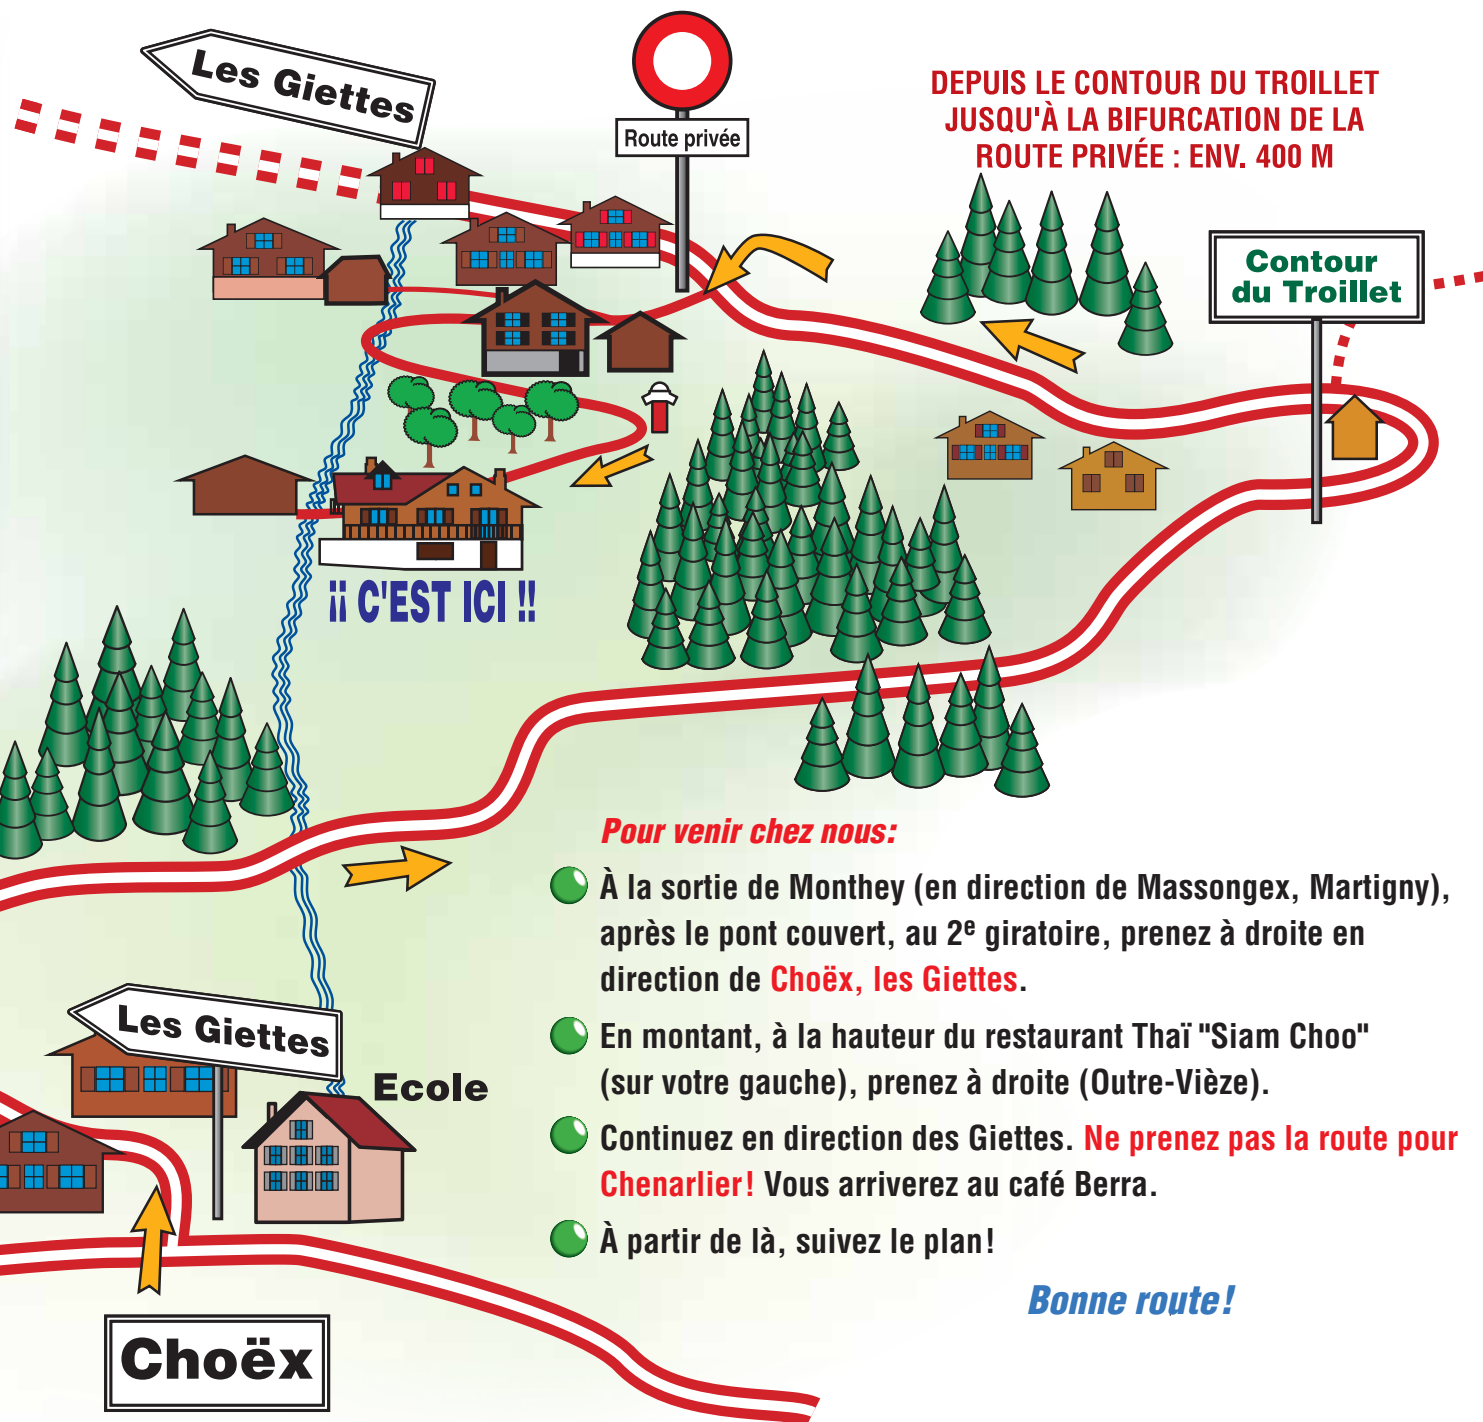 Les Giettes
Route privée
DEPUIS LE CONTOUR DU TROILLET
JUSQU'À LA BIFURCATION DE LA
ROUTE PRIVÉE : ENV. 400 M
Contour
du Troillet
¡¡ C'EST ICI !!
Pour venir chez nous:
À la sortie de Monthey (en direction de Massongex, Martigny),
après le pont couvert, au 2e giratoire, prenez à droite en
direction de Choëx, les Giettes.
En montant, à la hauteur du restaurant Thaï "Siam Choo"
(sur votre gauche), prenez à droite (Outre-Vièze).
Continuez en direction des Giettes. Ne prenez pas la route pour
Chenarlier! Vous arriverez au café Berra.
À partir de là, suivez le plan!
Bonne route!
Les Giettes
Ecole
Choëx